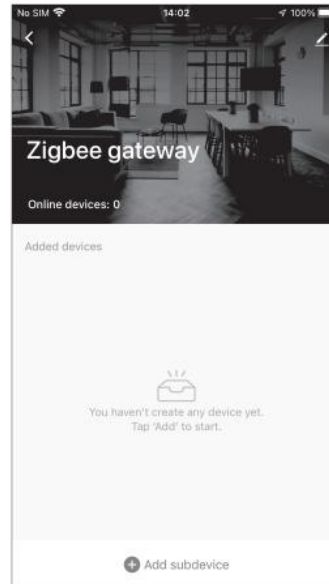 No SIM 14:02 100%
Zigbee gateway
Online devices: 0
Added devices
You haven't create any device yet.
Tap 'Add' to start.
Add subdevice